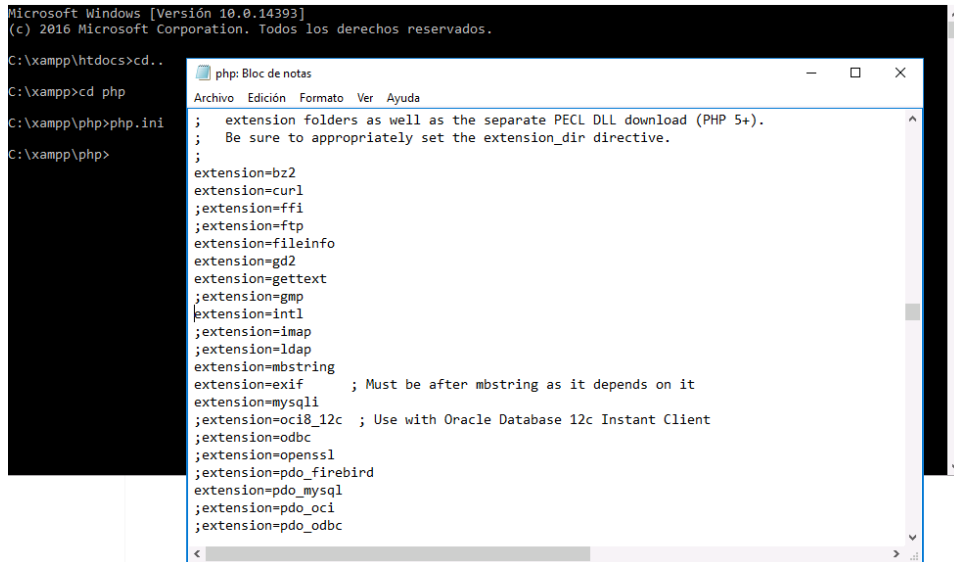 Microsoft Windows [Versión 10.0.14393]
(c) 2016 Microsoft Corporation. Todos los derechos reservados.
C:\xampp\htdocs>cd..
C:\xampp>cd php
C:\xampp\php>php.ini
C:\xampp\php>
php: Bloc de notas
Archivo Edición Formato Ver Ayuda
;   extension folders as well as the separate PECL DLL download (PHP 5+).
;   Be sure to appropriately set the extension_dir directive.
;
extension=bz2
extension=curl
;extension=ffi
;extension=ftp
extension=fileinfo
extension=gd2
extension=gettext
;extension=gmp
extension=intl
;extension=imap
;extension=ldap
extension=mbstring
extension=exif      ; Must be after mbstring as it depends on it
extension=mysqli
;extension=oci8_12c  ; Use with Oracle Database 12c Instant Client
;extension=odbc
;extension=openssl
;extension=pdo_firebird
extension=pdo_mysql
;extension=pdo_oci
;extension=pdo_odbc